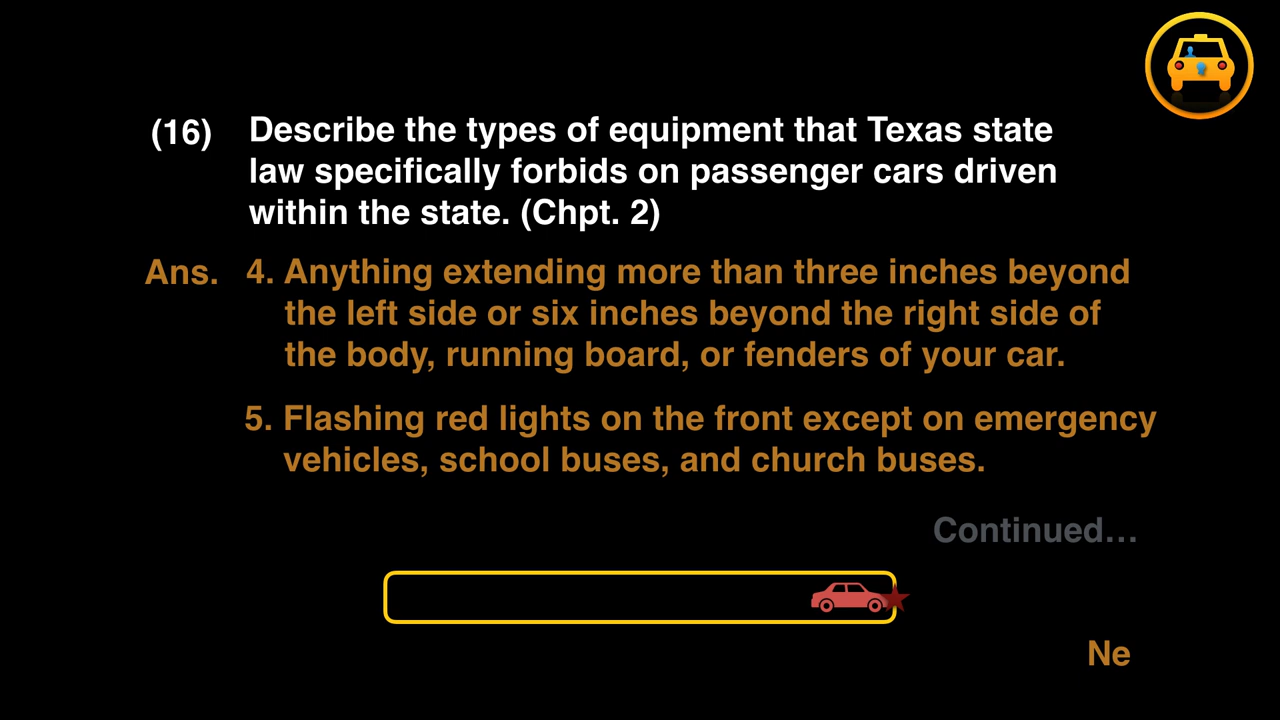 (16) Describe the types of equipment that Texas state
law specifically forbids on passenger cars driven
within the state. (Chpt. 2)
Ans. 4. Anything extending more than three inches beyond
the left side or six inches beyond the right side of
the body, running board, or fenders of your car.
5. Flashing red lights on the front except on emergency
vehicles, school buses, and church buses.
Continued…
Ne